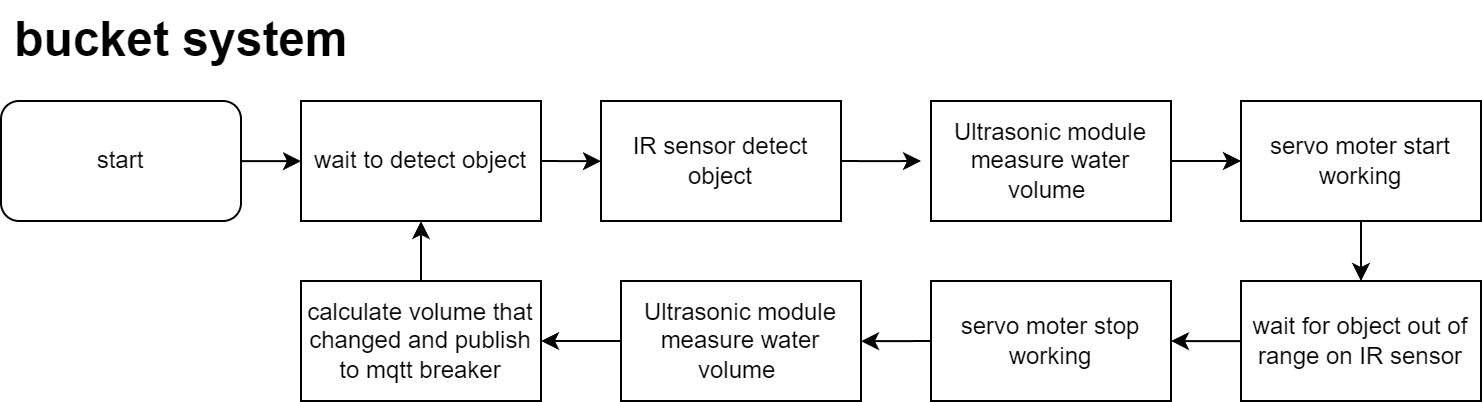 bucket system
start
wait to detect object
IR sensor detect
object
Ultrasonic module
measure water
volume
servo moter start
working
calculate volume that
changed and publish
to mqtt breaker
Ultrasonic module
measure water
volume
servo moter stop
working
wait for object out of
range on IR sensor